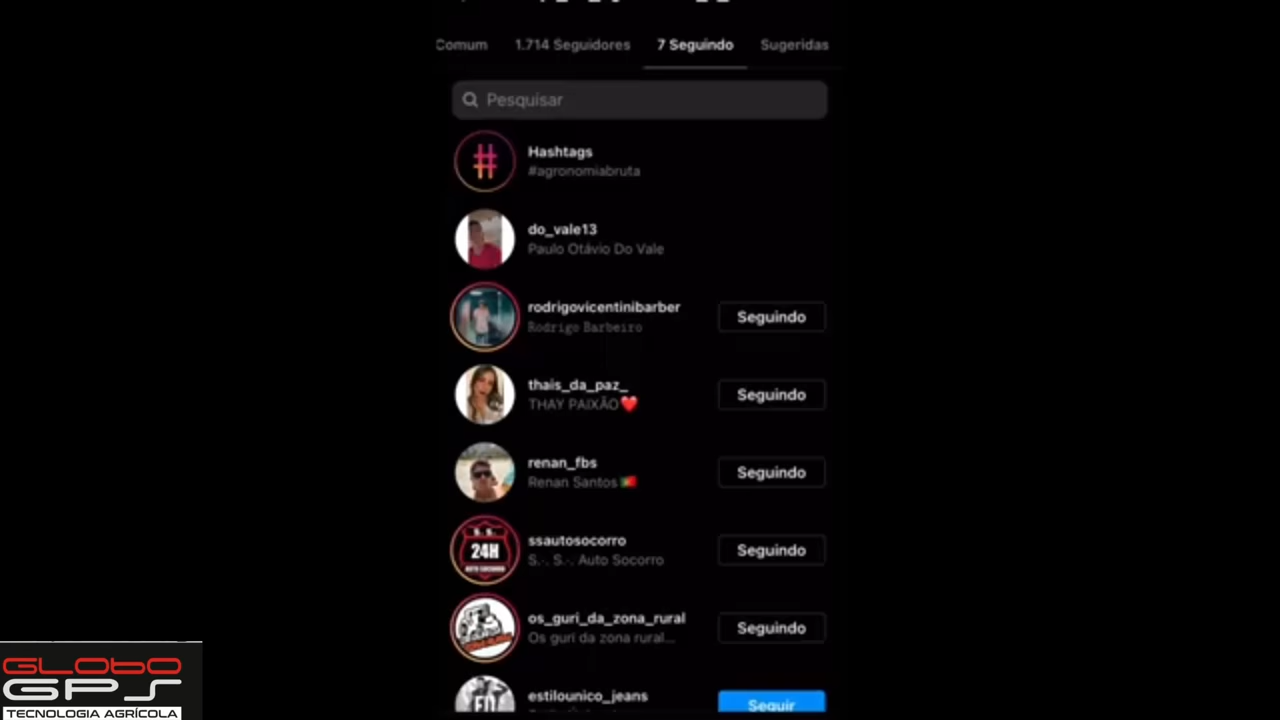 Comum 1.714 Seguidores 7 Seguindo Sugeridas
Pesquisar
Hashtags
#agronomiabruta
do_vale13
Paulo Otávio Do Vale
rodrigovicentinibarber
Rodrigo Barbeiro
Seguindo
thais_da_paz_
THAY PAIXÃO❤️
Seguindo
renan_fbs
Renan Santos🇵🇹
Seguindo
24H
ssautosocorro
S.·. S.·. Auto Socorro
Seguindo
os_guri_da_zona_rural
Os guri da zona rural...
Seguindo
estilounico_jeans
Seguir
GLOBO
GPS
TECNOLOGIA AGRÍCOLA